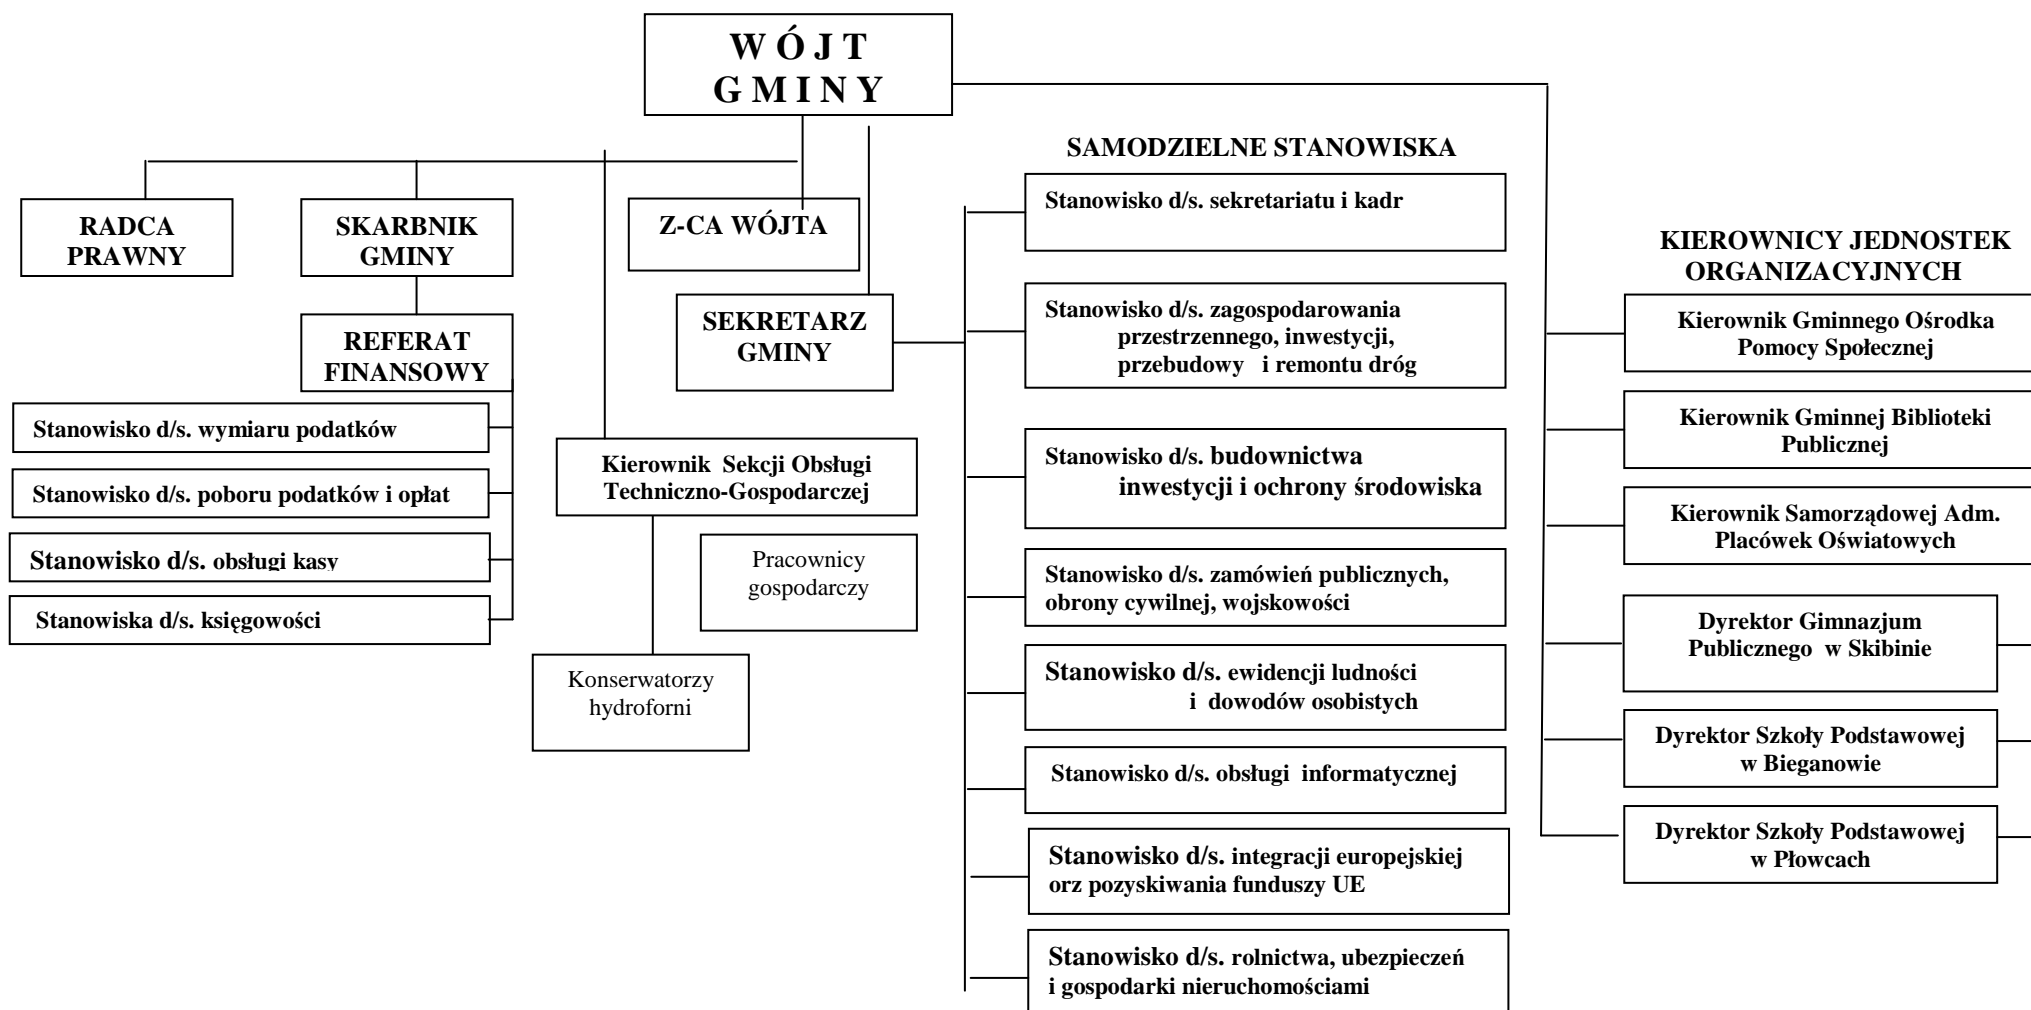 W Ó J T
G M I N Y
RADCA
PRAWNY
SKARBNIK
GMINY
Z-CA WÓJTA
REFERAT
FINANSOWY
SEKRETARZ
GMINY
Stanowisko d/s. wymiaru podatków
Stanowisko d/s. poboru podatków i opłat
Stanowisko d/s. obsługi kasy
Stanowiska d/s. księgowości
Kierownik Sekcji Obsługi
Techniczno-Gospodarczej
Pracownicy
gospodarczy
Konserwatorzy
hydroforni
SAMODZIELNE STANOWISKA
Stanowisko d/s. sekretariatu i kadr
Stanowisko d/s. zagospodarowania
przestrzennego, inwestycji,
przebudowy i remontu dróg
Stanowisko d/s. budownictwa
inwestycji i ochrony środowiska
Stanowisko d/s. zamówień publicznych,
obrony cywilnej, wojskowości
Stanowisko d/s. ewidencji ludności
i dowodów osobistych
Stanowisko d/s. obsługi informatycznej
Stanowisko d/s. integracji europejskiej
orz pozyskiwania funduszy UE
Stanowisko d/s. rolnictwa, ubezpieczeń
i gospodarki nieruchomościami
KIEROWNICY JEDNOSTEK
ORGANIZACYJNYCH
Kierownik Gminnego Ośrodka
Pomocy Społecznej
Kierownik Gminnej Biblioteki
Publicznej
Kierownik Samorządowej Adm.
Placówek Oświatowych
Dyrektor Gimnazjum
Publicznego w Skibinie
Dyrektor Szkoły Podstawowej
w Bieganowie
Dyrektor Szkoły Podstawowej
w Płowcach